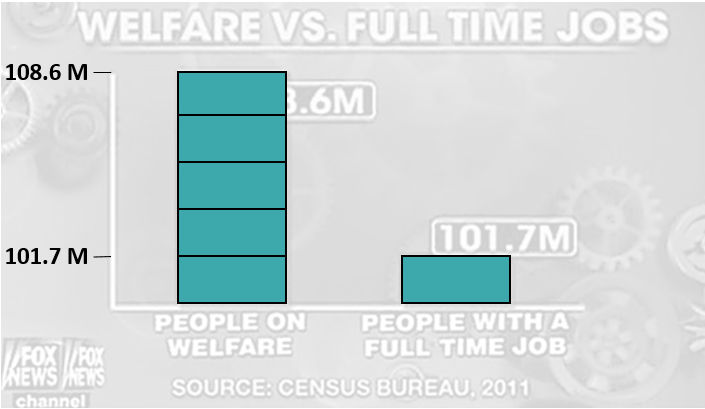 WELFARE VS. FULL TIME JOBS
108.6 M
8.6M
101.7 M
101.7M
PEOPLE ON
WELFARE
PEOPLE WITH A
FULL TIME JOB
FOX
NEWS
channel
FOX
NEWS
SOURCE: CENSUS BUREAU, 2011